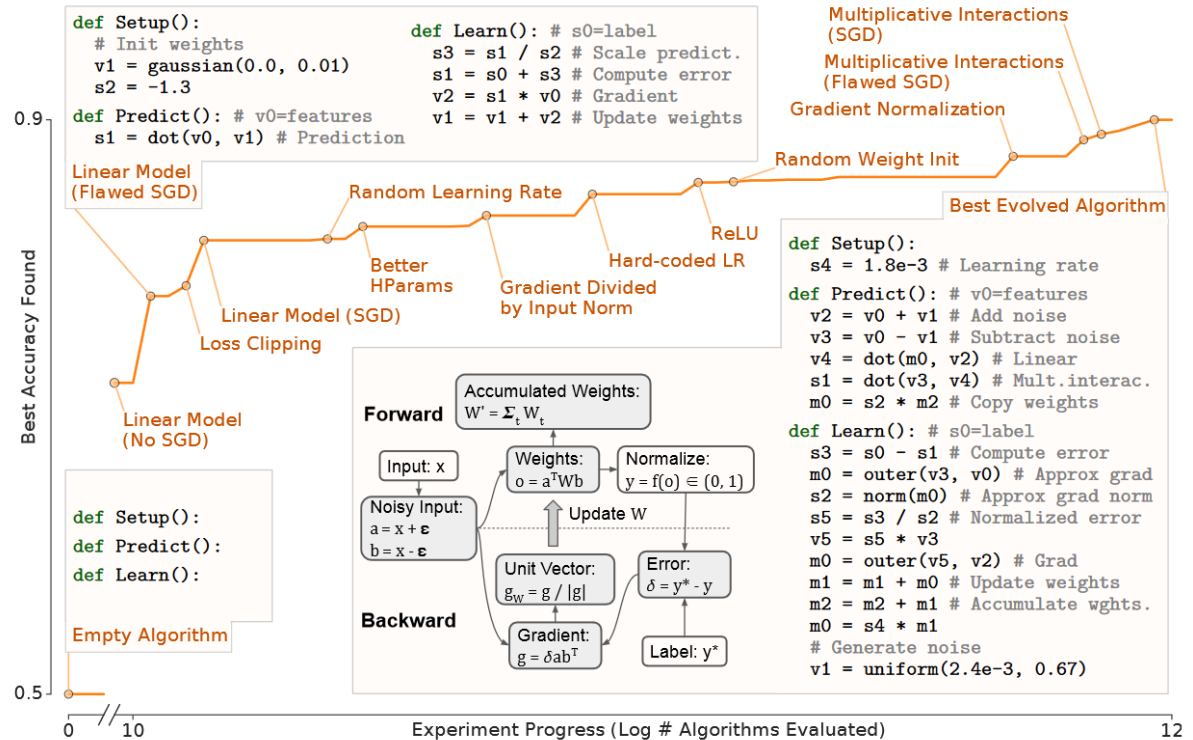 def Setup():
# Init weights
v1 = gaussian(0.0, 0.01)
s2 = -1.3
def Predict(): # v0=features
s1 = dot(v0, v1) # Prediction
def Learn(): # s0=label
s3 = s1 / s2 # Scale predict.
s1 = s0 + s3 # Compute error
v2 = s1 * v0 # Gradient
v1 = v1 + v2 # Update weights
Linear Model
(Flawed SGD)
Multiplicative Interactions
(SGD)
Multiplicative Interactions
(Flawed SGD)
Gradient Normalization
Random Weight Init
Random Learning Rate
Best Evolved Algorithm
ReLU
Hard-coded LR
Better
HParams
Gradient Divided
by Input Norm
Linear Model (SGD)
Loss Clipping
Linear Model
(No SGD)
0.9
Best Accuracy Found
0.5
def Setup():
def Predict():
def Learn():
Empty Algorithm
Forward
Accumulated Weights:
W' = Σt Wt
Input: x
Weights:
o = aᵀWb
Normalize:
y = f(o) ∈ (0, 1)
Noisy Input:
a = x + ε
b = x - ε
Update W
Unit Vector:
gw = g / |g|
Error:
δ = y* - y
Backward
Gradient:
g = δabᵀ
Label: y*
def Setup():
s4 = 1.8e-3 # Learning rate
def Predict(): # v0=features
v2 = v0 + v1 # Add noise
v3 = v0 - v1 # Subtract noise
v4 = dot(m0, v2) # Linear
s1 = dot(v3, v4) # Mult.interac.
m0 = s2 * m2 # Copy weights
def Learn(): # s0=label
s3 = s0 - s1 # Compute error
m0 = outer(v3, v0) # Approx grad
s2 = norm(m0) # Approx grad norm
s5 = s3 / s2 # Normalized error
v5 = s5 * v3
m0 = outer(v5, v2) # Grad
m1 = m1 + m0 # Update weights
m2 = m2 + m1 # Accumulate wghts.
m0 = s4 * m1
# Generate noise
v1 = uniform(2.4e-3, 0.67)
0
10
Experiment Progress (Log # Algorithms Evaluated)
12